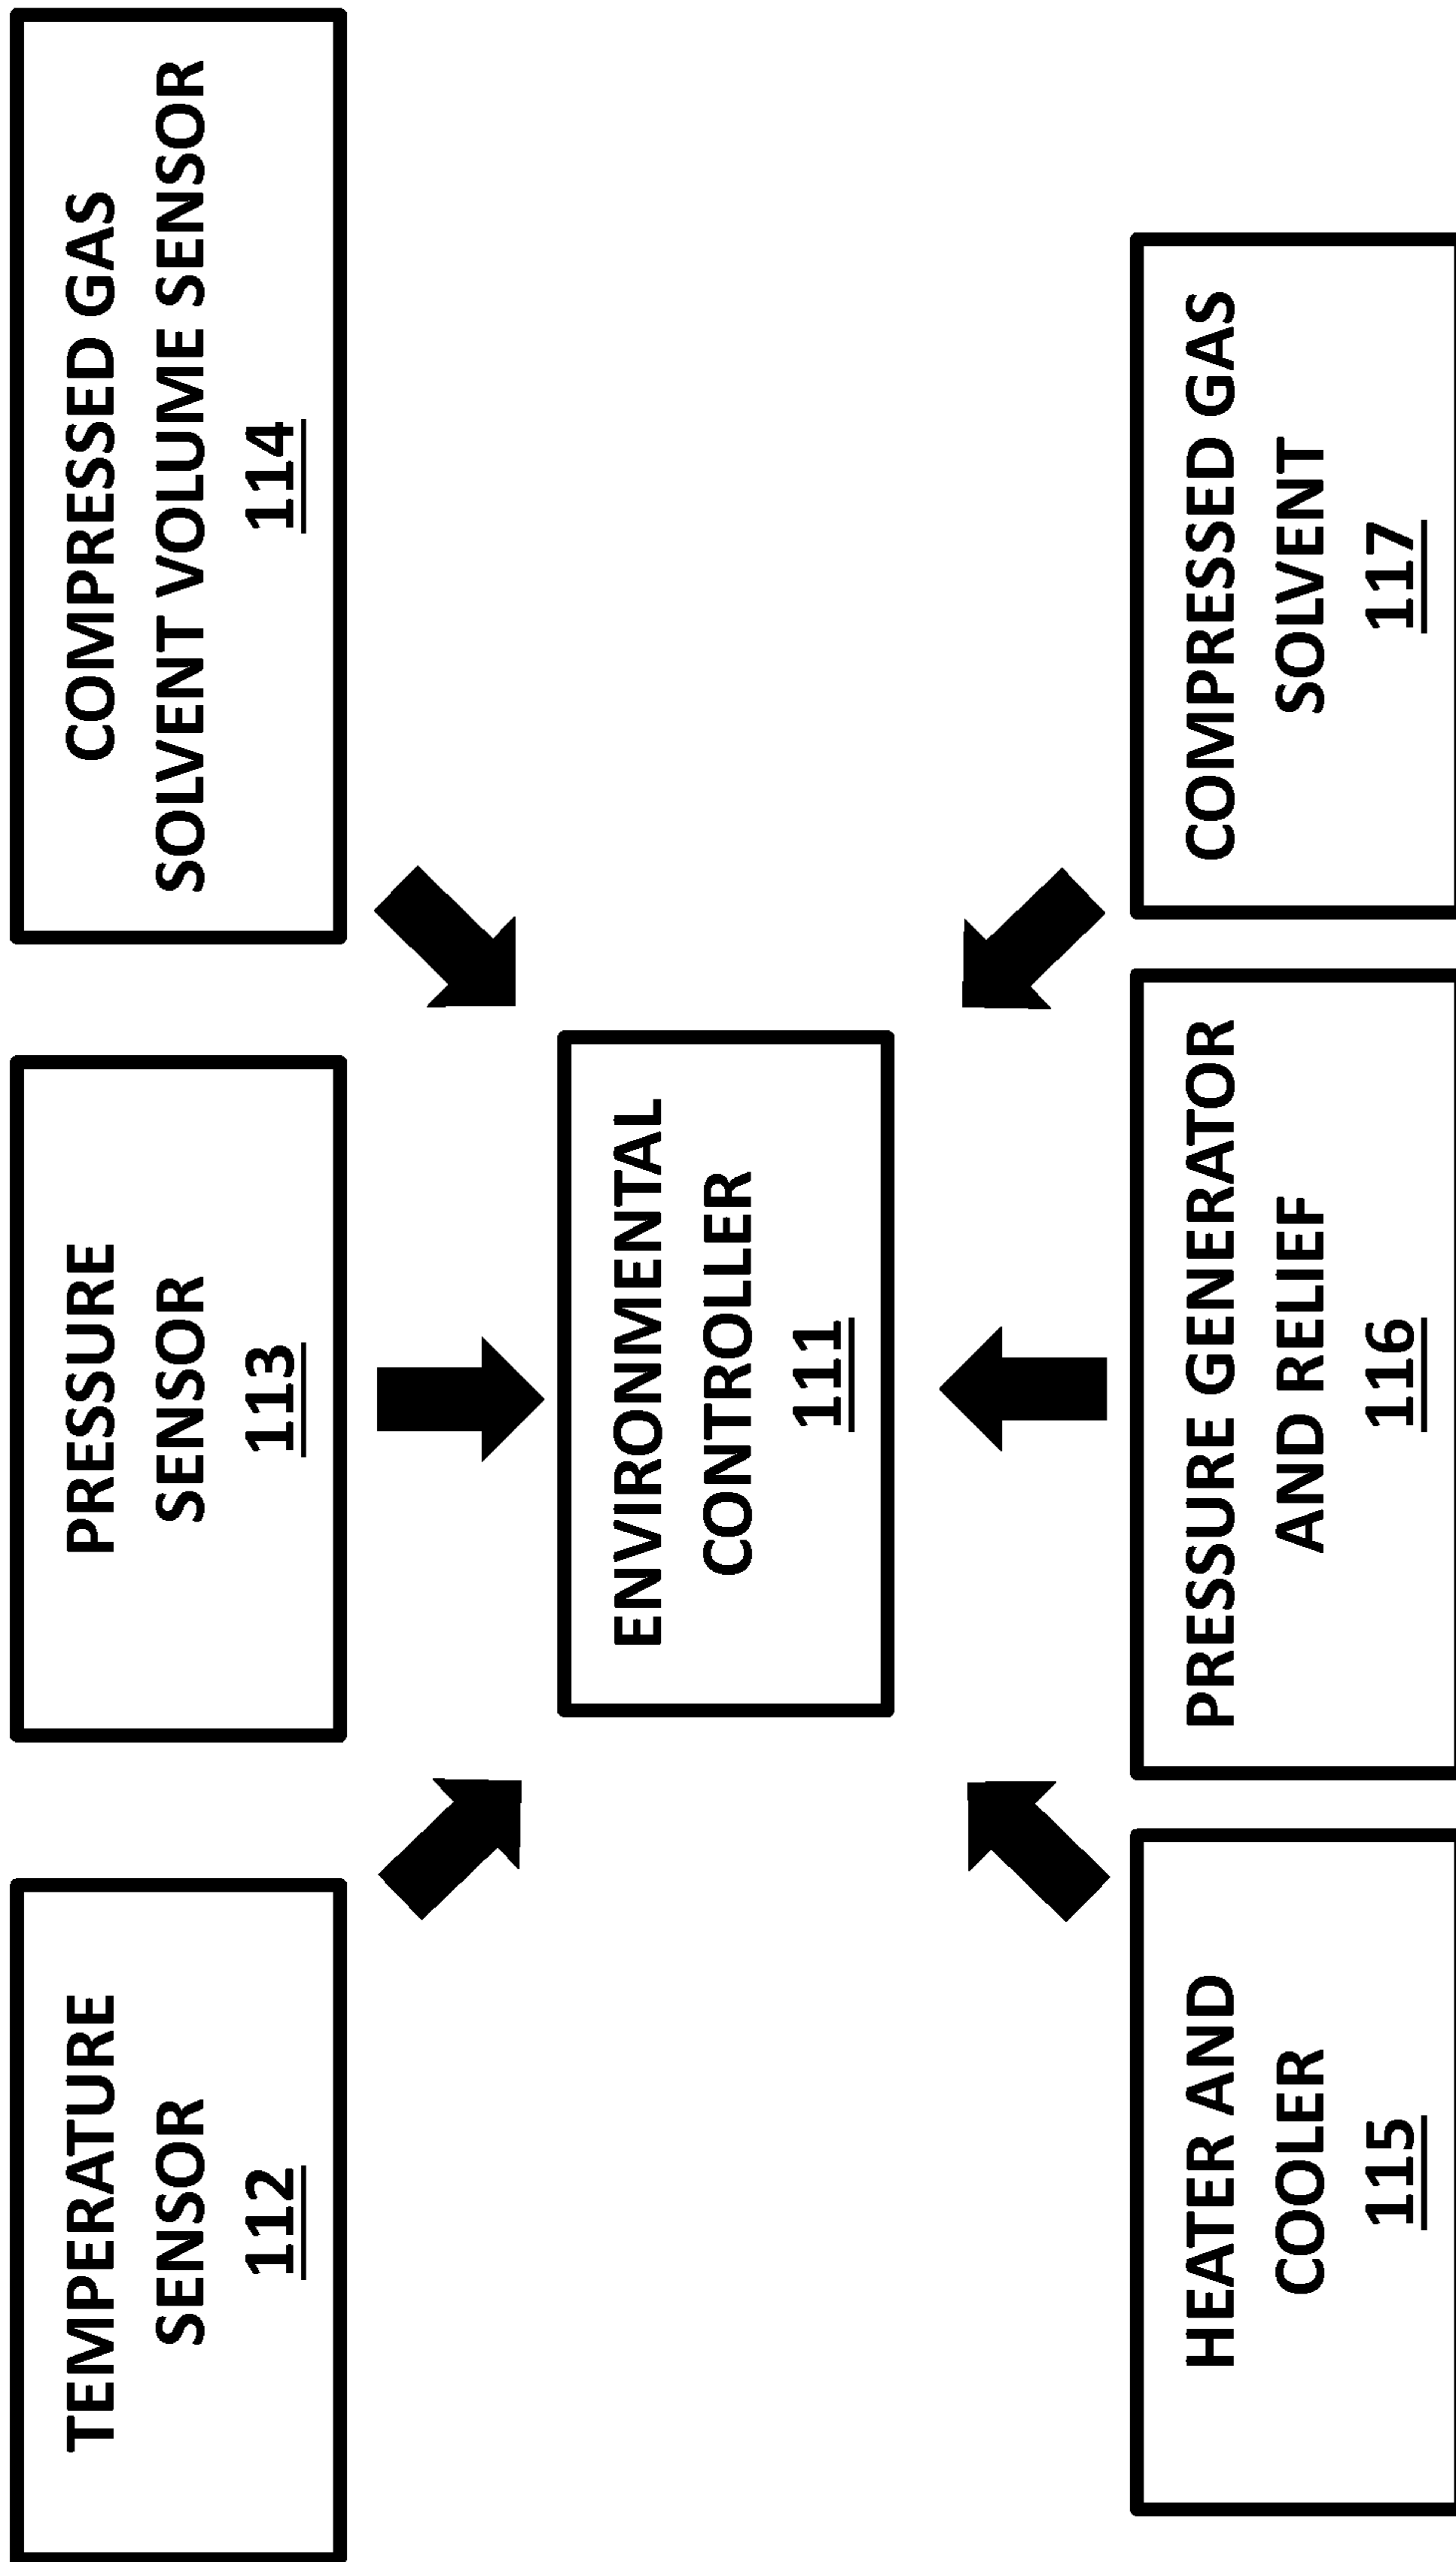 TEMPERATURE
SENSOR
112
PRESSURE
SENSOR
113
COMPRESSED GAS
SOLVENT VOLUME SENSOR
114
ENVIRONMENTAL
CONTROLLER
111
HEATER AND
COOLER
115
PRESSURE GENERATOR
AND RELIEF
116
COMPRESSED GAS
SOLVENT
117